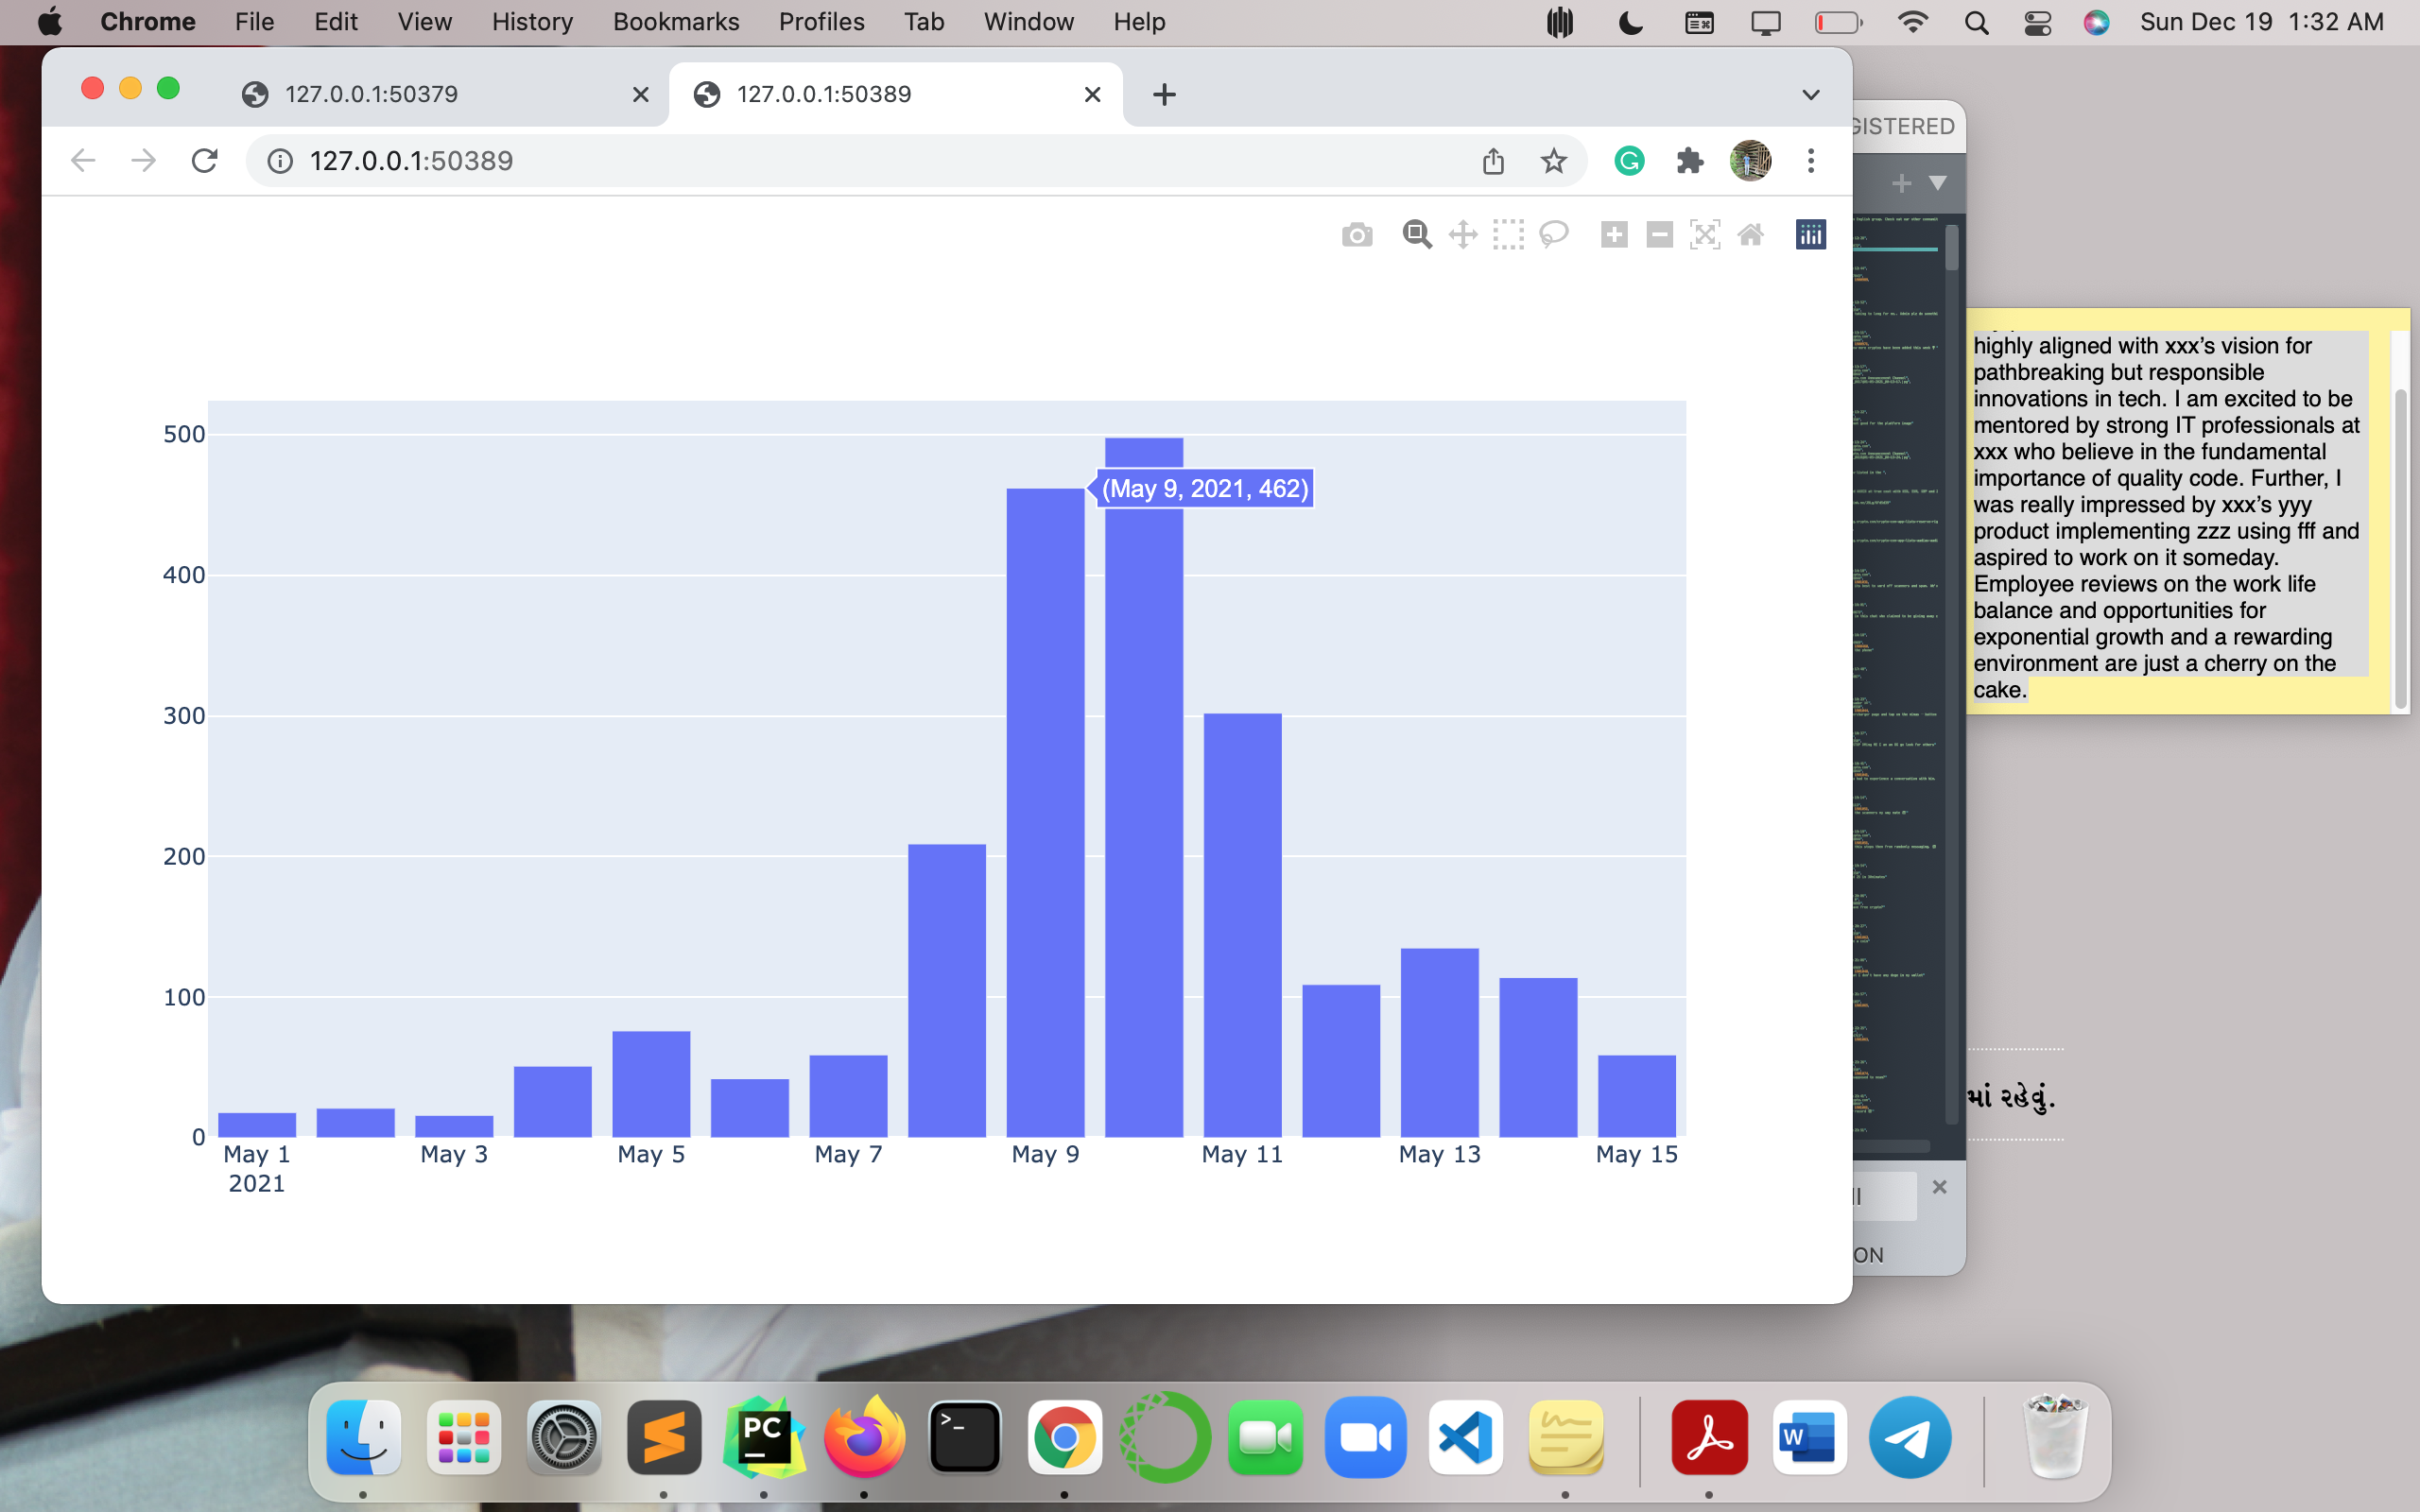 Chrome File Edit View History Bookmarks Profiles Tab Window Help
Sun Dec 19 1:32 AM
127.0.0.1:50379
127.0.0.1:50389
127.0.0.1:50389
GISTERED
500
400
300
200
100
0
(May 9, 2021, 462)
May 1 May 3 May 5 May 7 May 9 May 11 May 13 May 15
2021
highly aligned with xxx’s vision for
pathbreaking but responsible
innovations in tech. I am excited to be
mentored by strong IT professionals at
xxx who believe in the fundamental
importance of quality code. Further, I
was really impressed by xxx’s yyy
product implementing zzz using fff and
aspired to work on it someday.
Employee reviews on the work life
balance and opportunities for
exponential growth and a rewarding
environment are just a cherry on the
cake.
માં રહેવું.
ON
PC
W